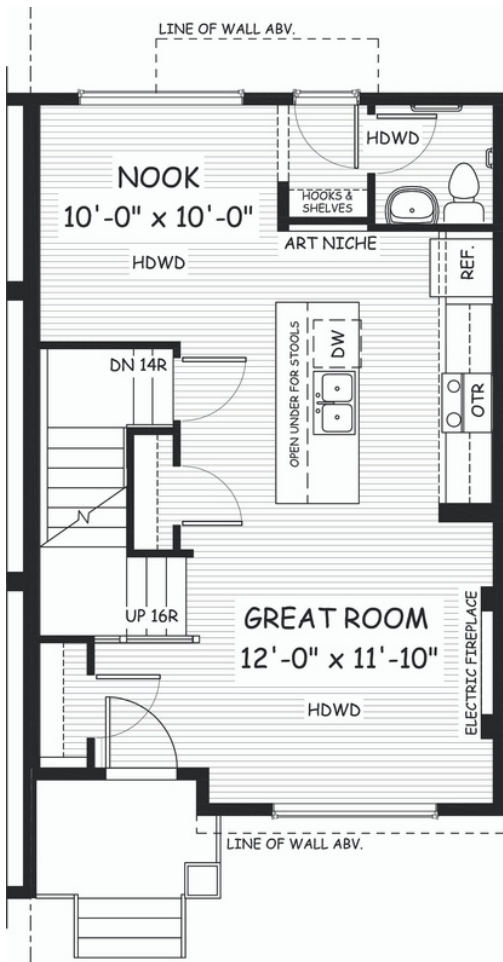 LINE OF WALL ABV.
HDWD
NOOK
10'-0" x 10'-0"
HDWD
HOOKS &
SHELVES
ART NICHE
REF.
DN 14R
OPEN UNDER FOR STOOLS
DW
OTR
UP 16R
GREAT ROOM
12'-0" x 11'-10"
HDWD
ELECTRIC FIREPLACE
LINE OF WALL ABV.